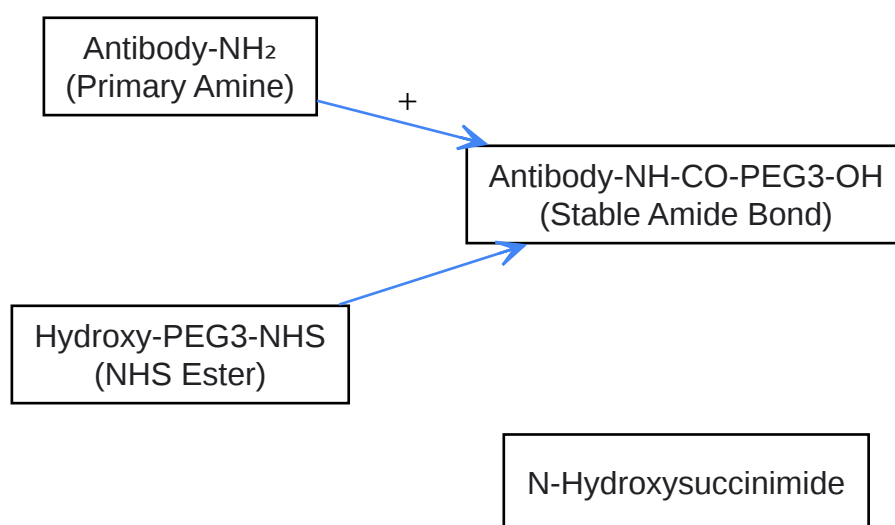 Antibody-NH₂
(Primary Amine)
+
Antibody-NH-CO-PEG3-OH
(Stable Amide Bond)
Hydroxy-PEG3-NHS
(NHS Ester)
N-Hydroxysuccinimide